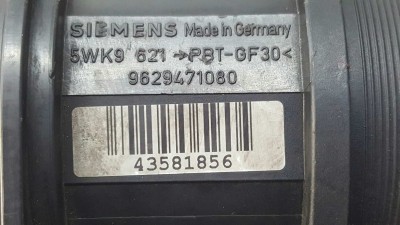 SIEMENS Made in Germany
5WK9 621 →PBT-GF30<
9629471080
43581856